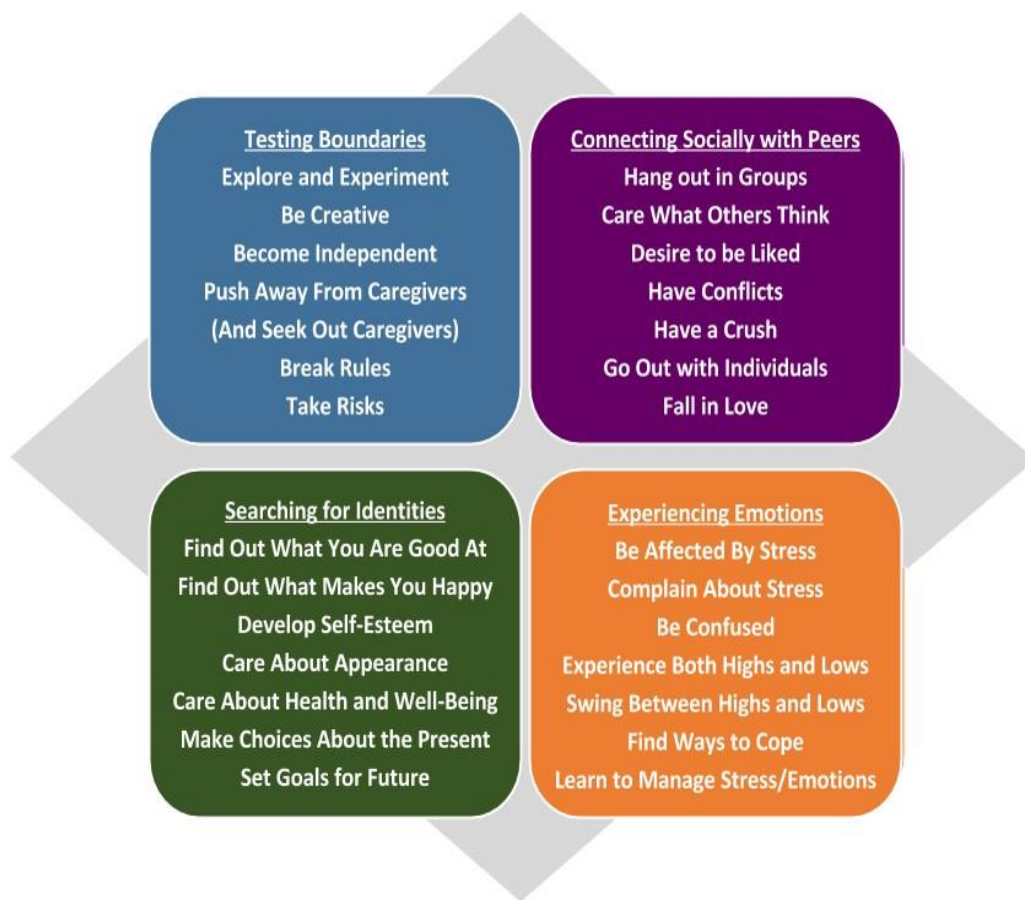 Testing Boundaries
Explore and Experiment
Be Creative
Become Independent
Push Away From Caregivers
(And Seek Out Caregivers)
Break Rules
Take Risks
Connecting Socially with Peers
Hang out in Groups
Care What Others Think
Desire to be Liked
Have Conflicts
Have a Crush
Go Out with Individuals
Fall in Love
Searching for Identities
Find Out What You Are Good At
Find Out What Makes You Happy
Develop Self-Esteem
Care About Appearance
Care About Health and Well-Being
Make Choices About the Present
Set Goals for Future
Experiencing Emotions
Be Affected By Stress
Complain About Stress
Be Confused
Experience Both Highs and Lows
Swing Between Highs and Lows
Find Ways to Cope
Learn to Manage Stress/Emotions